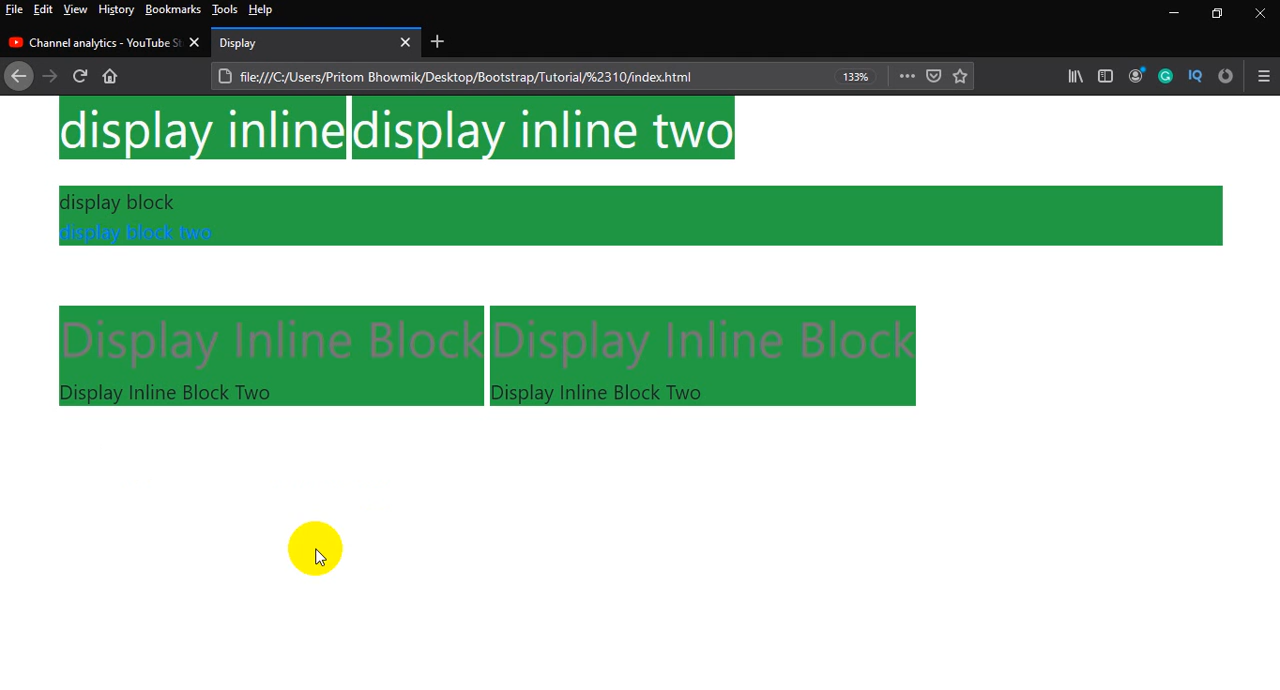 File Edit View History Bookmarks Tools Help
Channel analytics - YouTube St Display
file:///C:/Users/Pritom Bhowmik/Desktop/Bootstrap/Tutorial/%2310/index.html 133% IQ
display inline display inline two
display block
display block two
Display Inline Block Display Inline Block
Display Inline Block Two Display Inline Block Two